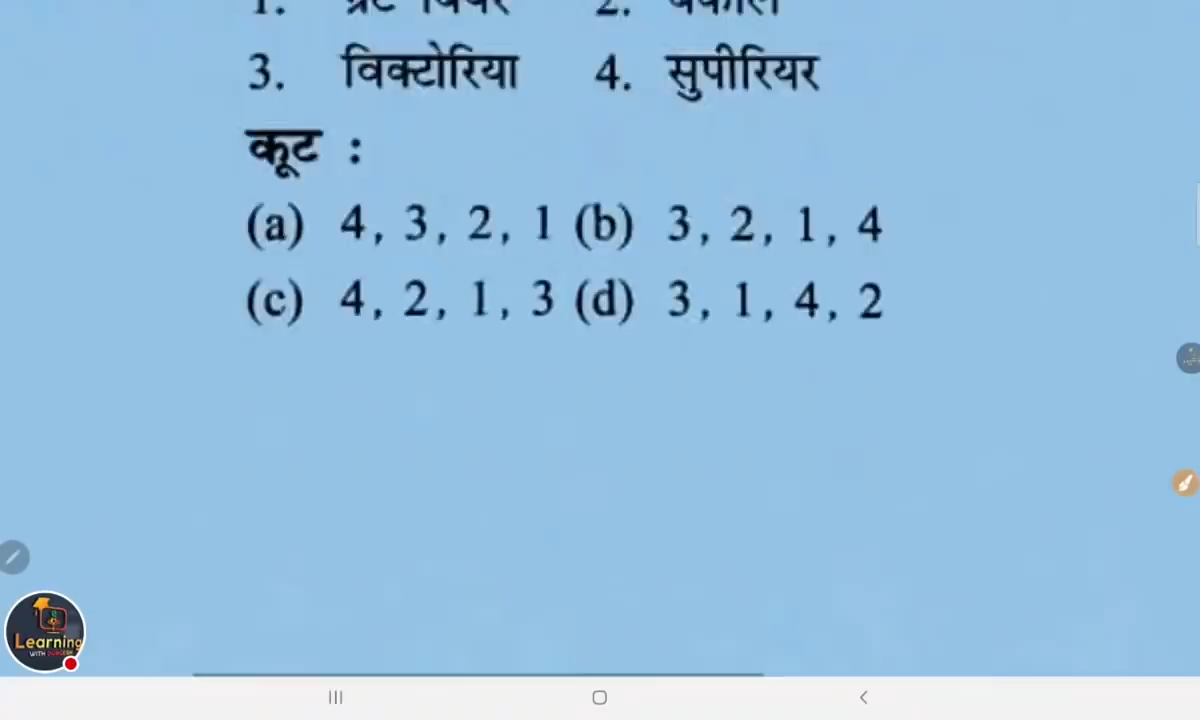 3. विक्टोरिया 4. सुपीरियर
कूट :
(a) 4, 3, 2, 1 (b) 3, 2, 1, 4
(c) 4, 2, 1, 3 (d) 3, 1, 4, 2
Learning